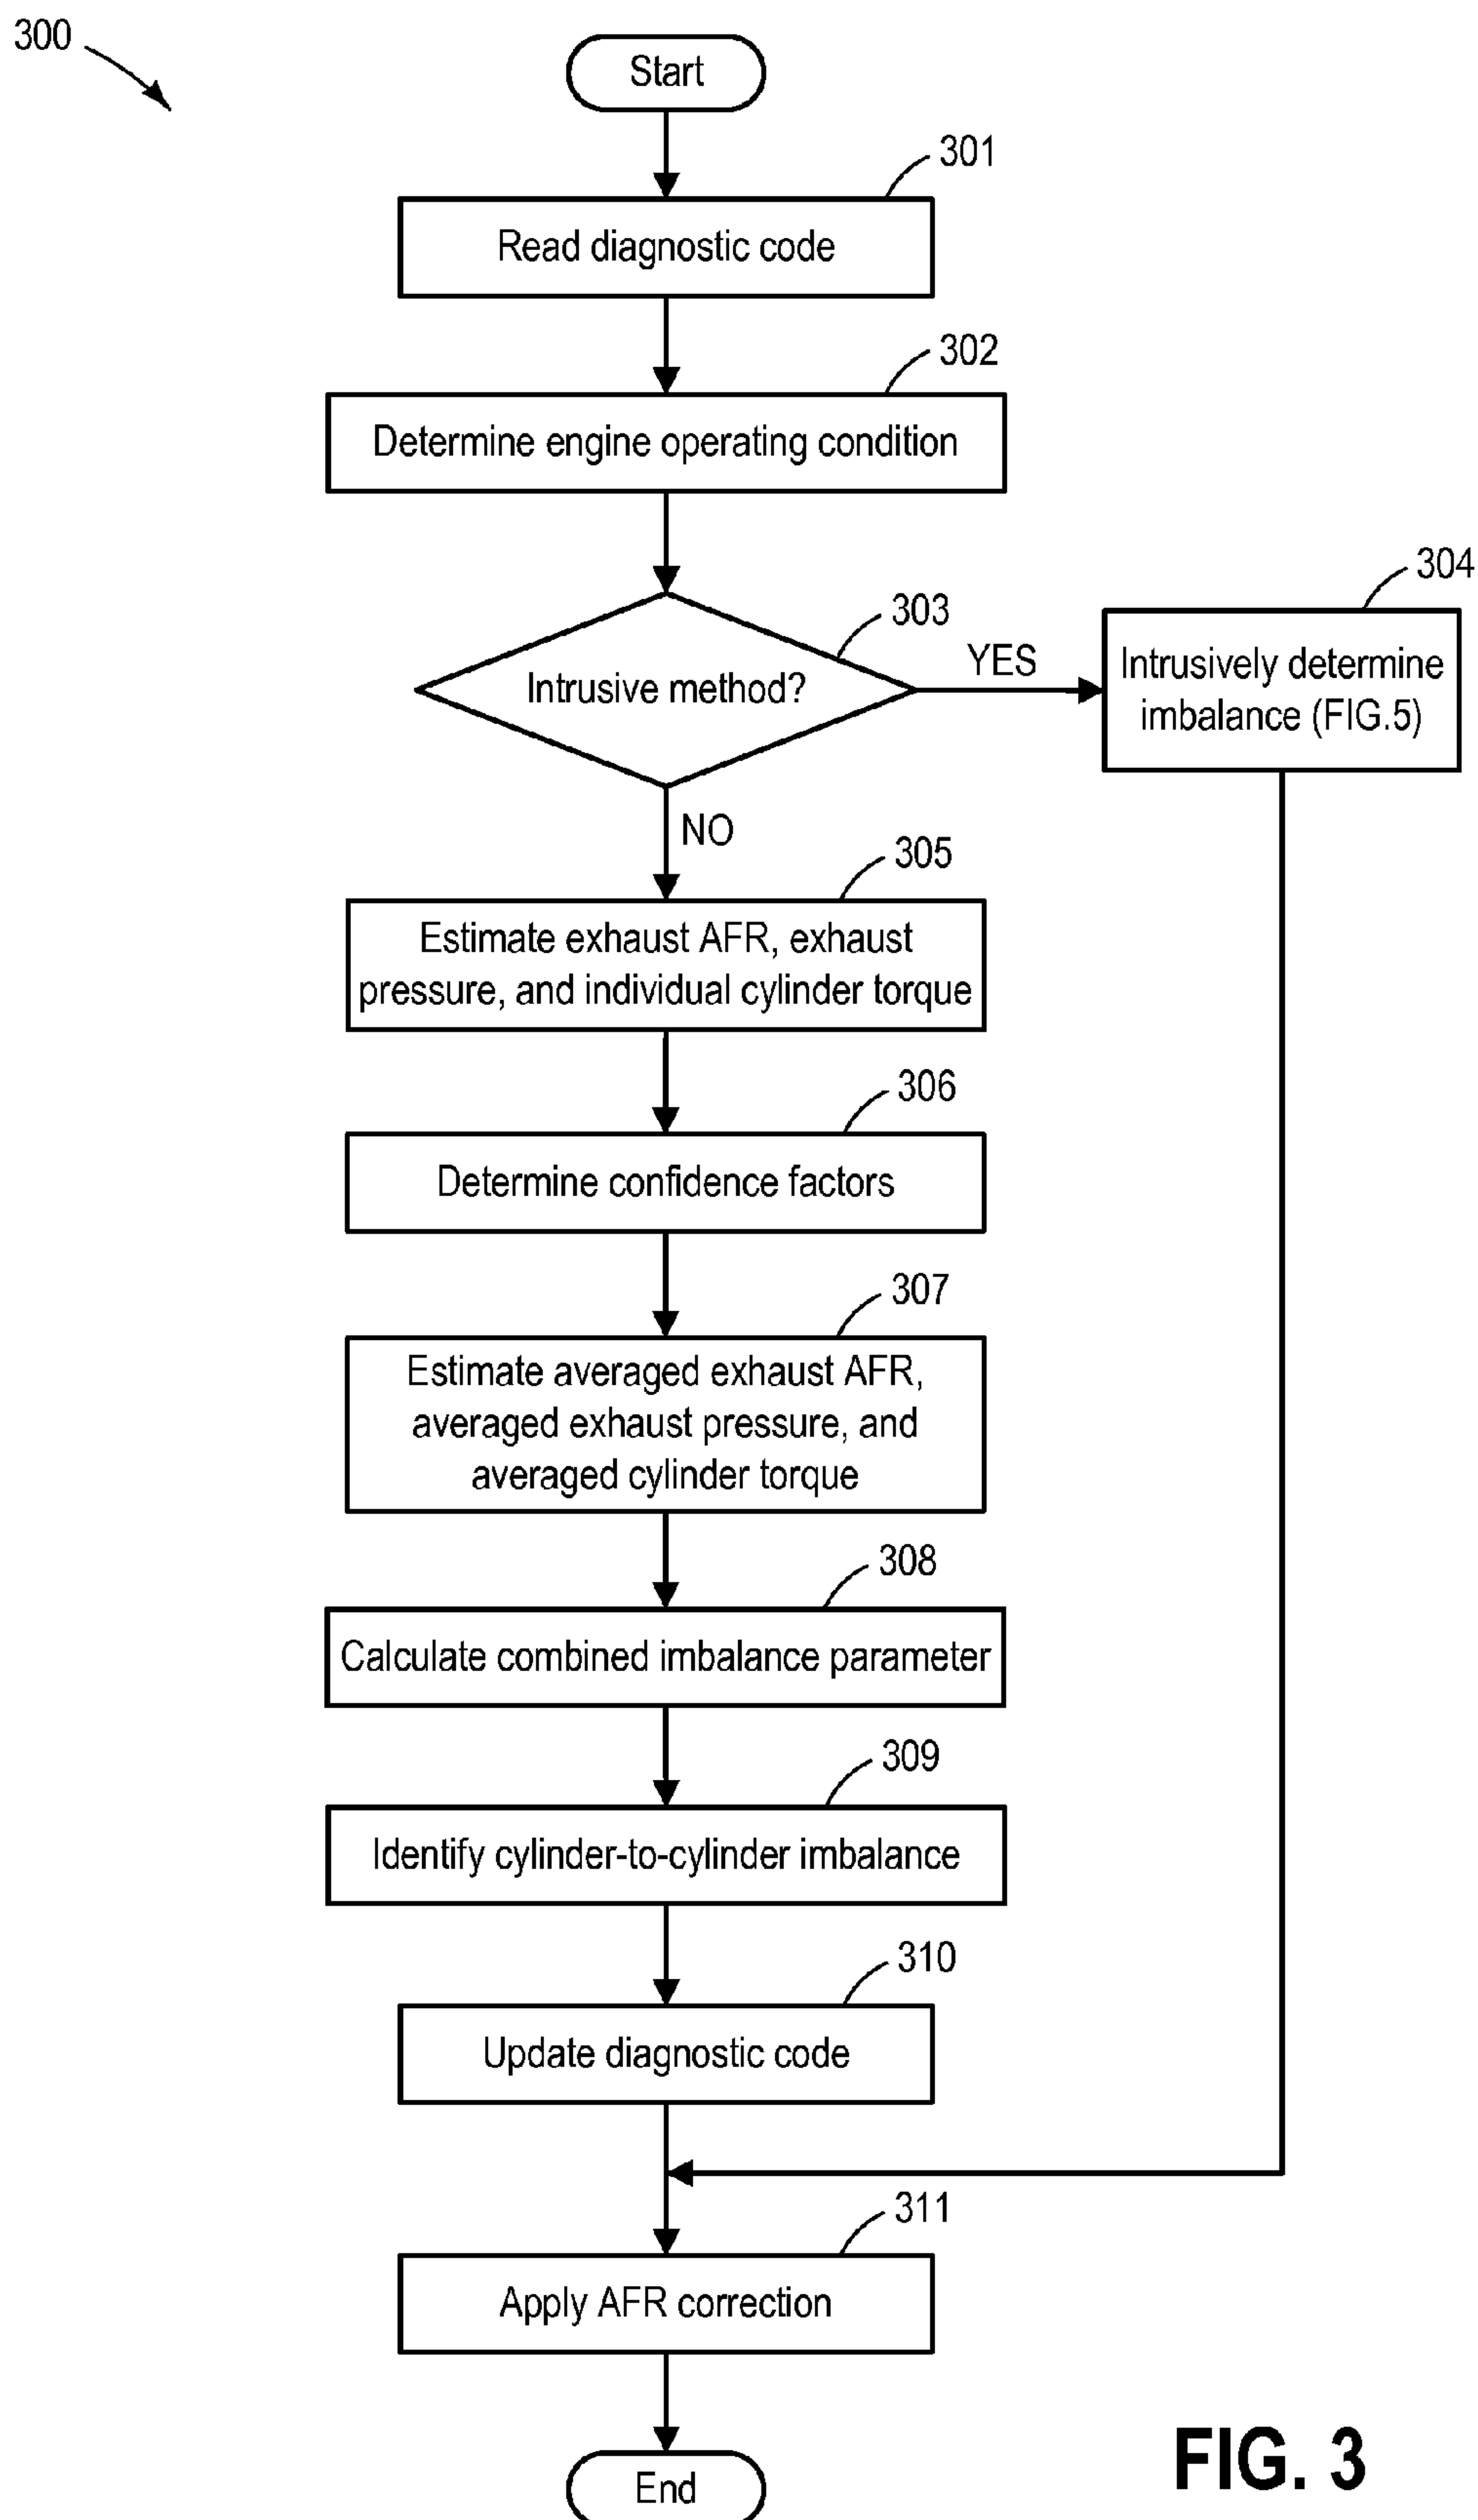 300
Start
301
Read diagnostic code
302
Determine engine operating condition
303
Intrusive method?
YES
304
Intrusively determine
imbalance (FIG.5)
NO
305
Estimate exhaust AFR, exhaust
pressure, and individual cylinder torque
306
Determine confidence factors
307
Estimate averaged exhaust AFR,
averaged exhaust pressure, and
averaged cylinder torque
308
Calculate combined imbalance parameter
309
Identify cylinder-to-cylinder imbalance
310
Update diagnostic code
311
Apply AFR correction
End
FIG. 3